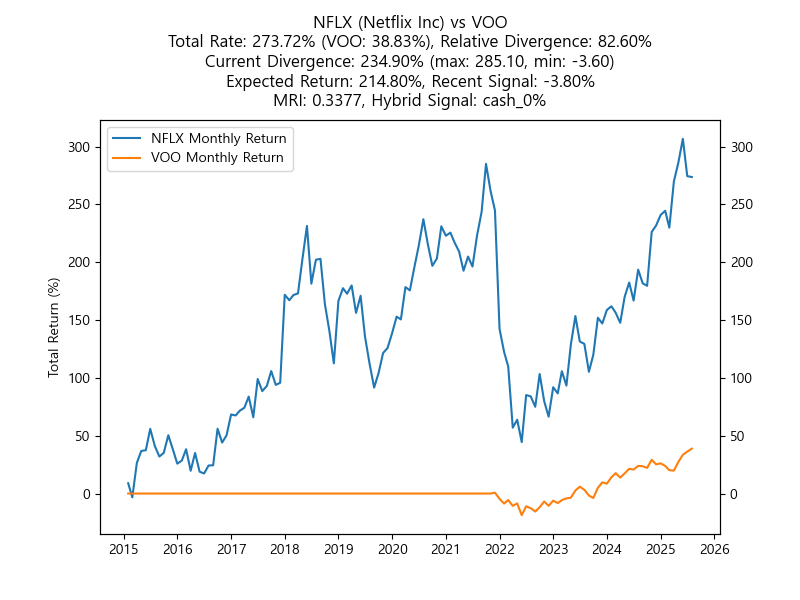 NFLX (Netflix Inc) vs VOO
Total Rate: 273.72% (VOO: 38.83%), Relative Divergence: 82.60%
Current Divergence: 234.90% (max: 285.10, min: -3.60)
Expected Return: 214.80%, Recent Signal: -3.80%
MRI: 0.3377, Hybrid Signal: cash_0%
NFLX Monthly Return
VOO Monthly Return
Total Return (%)
300
250
200
150
100
50
0
300
250
200
150
100
50
0
2015 2016 2017 2018 2019 2020 2021 2022 2023 2024 2025 2026